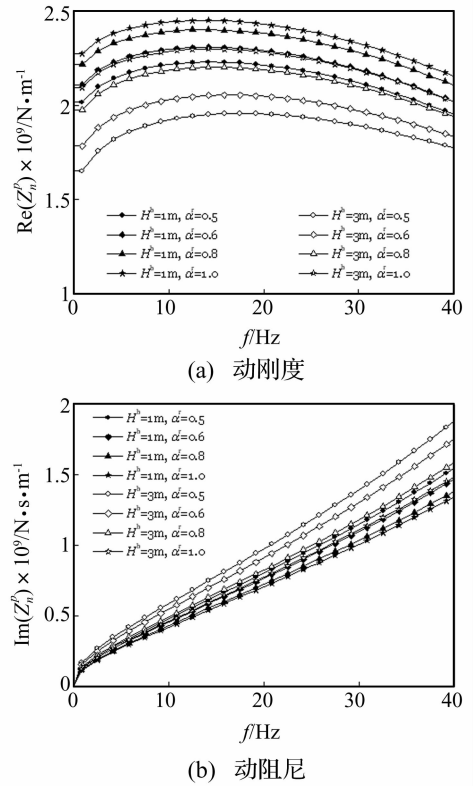 2.5
2
1.5
1
Re(Z_n^p) × 10⁹/N•m⁻¹
H^b=1m, α^r=0.5
H^b=3m, α^r=0.5
H^b=1m, α^r=0.6
H^b=3m, α^r=0.6
H^b=1m, α^r=0.8
H^b=3m, α^r=0.8
H^b=1m, α^r=1.0
H^b=3m, α^r=1.0
0 10 20 30 40
f/Hz
(a) 动刚度
2
1.5
1
0.5
0
Im(Z_n^p) × 10⁹/N•s•m⁻¹
H^b=1m, α^r=0.5
H^b=1m, α^r=0.6
H^b=1m, α^r=0.8
H^b=1m, α^r=1.0
H^b=3m, α^r=0.5
H^b=3m, α^r=0.6
H^b=3m, α^r=0.8
H^b=3m, α^r=1.0
0 10 20 30 40
f/Hz
(b) 动阻尼